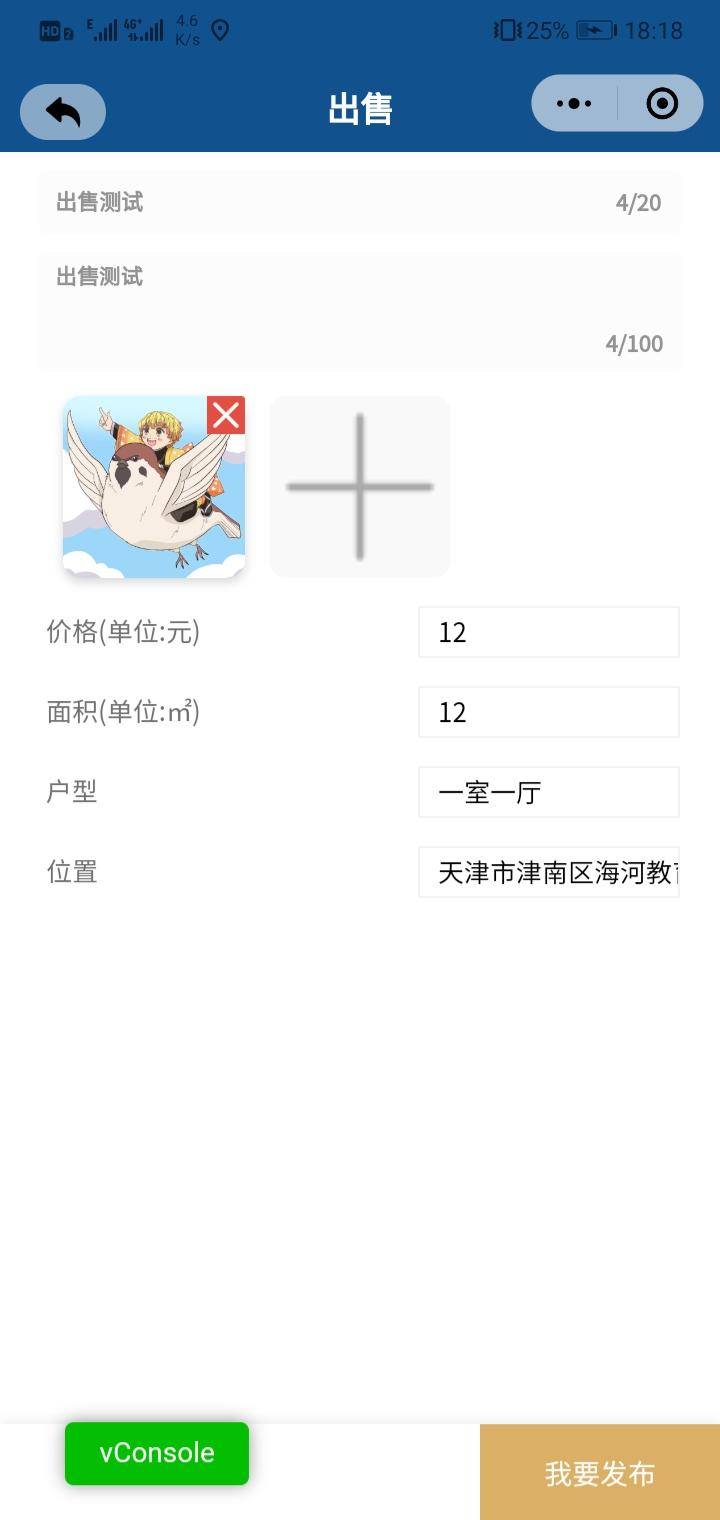 HD 2 E 4G+ 4.6 K/s 25% 18:18
出售
出售测试 4/20
出售测试
4/100
价格(单位:元) 12
面积(单位:㎡) 12
户型 一室一厅
位置 天津市津南区海河教
vConsole 我要发布